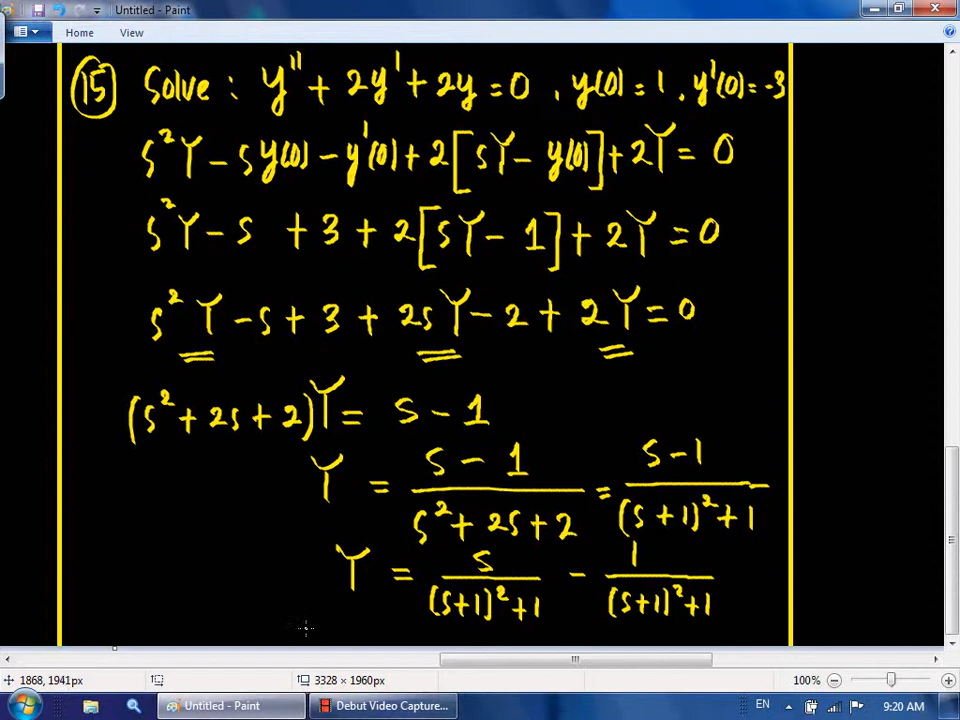 Untitled - Paint
Home View
15 Solve : y'' + 2y' + 2y = 0 , y(0) = 1 , y'(0) = -3
s²Y - sy(0) - y'(0) + 2[sY - y(0)] + 2Y = 0
s²Y - s + 3 + 2[sY - 1] + 2Y = 0
s²Y - s + 3 + 2sY - 2 + 2Y = 0
(s² + 2s + 2)Y = s - 1
Y = (s - 1)/(s² + 2s + 2) = (s - 1)/((s + 1)² + 1)
Y = s/((s+1)² + 1) - 1/((s+1)² + 1)
1868, 1941px 3328 × 1960px 100%
Untitled - Paint Debut Video Capture... EN 9:20 AM